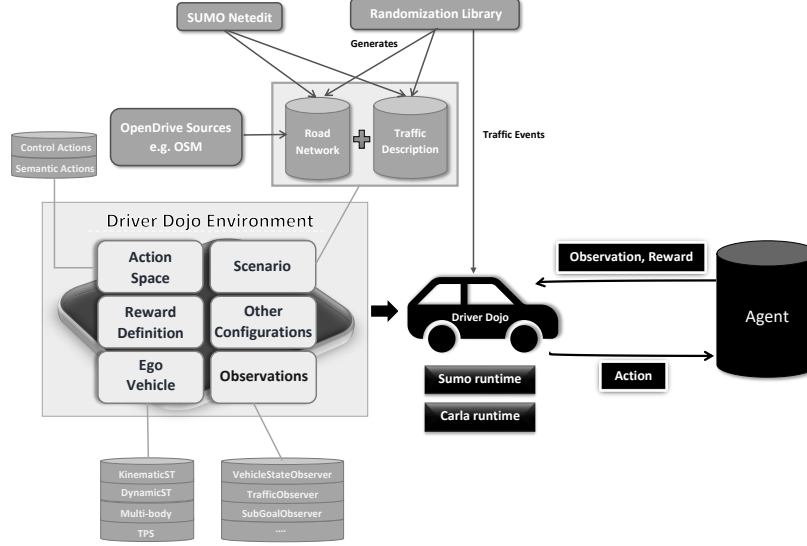 SUMO Netedit
Randomization Library
Generates
OpenDrive Sources
e.g. OSM
Road
Network
Traffic
Description
Traffic Events
Control Actions
Semantic Actions
Driver Dojo Environment
Action
Space
Scenario
Reward
Definition
Other
Configurations
Ego
Vehicle
Observations
Driver Dojo
Sumo runtime
Carla runtime
Observation, Reward
Action
Agent
KinematicST
DynamicST
Multi-body
TPS
VehicleStateObserver
TrafficObserver
SubGoalObserver
....